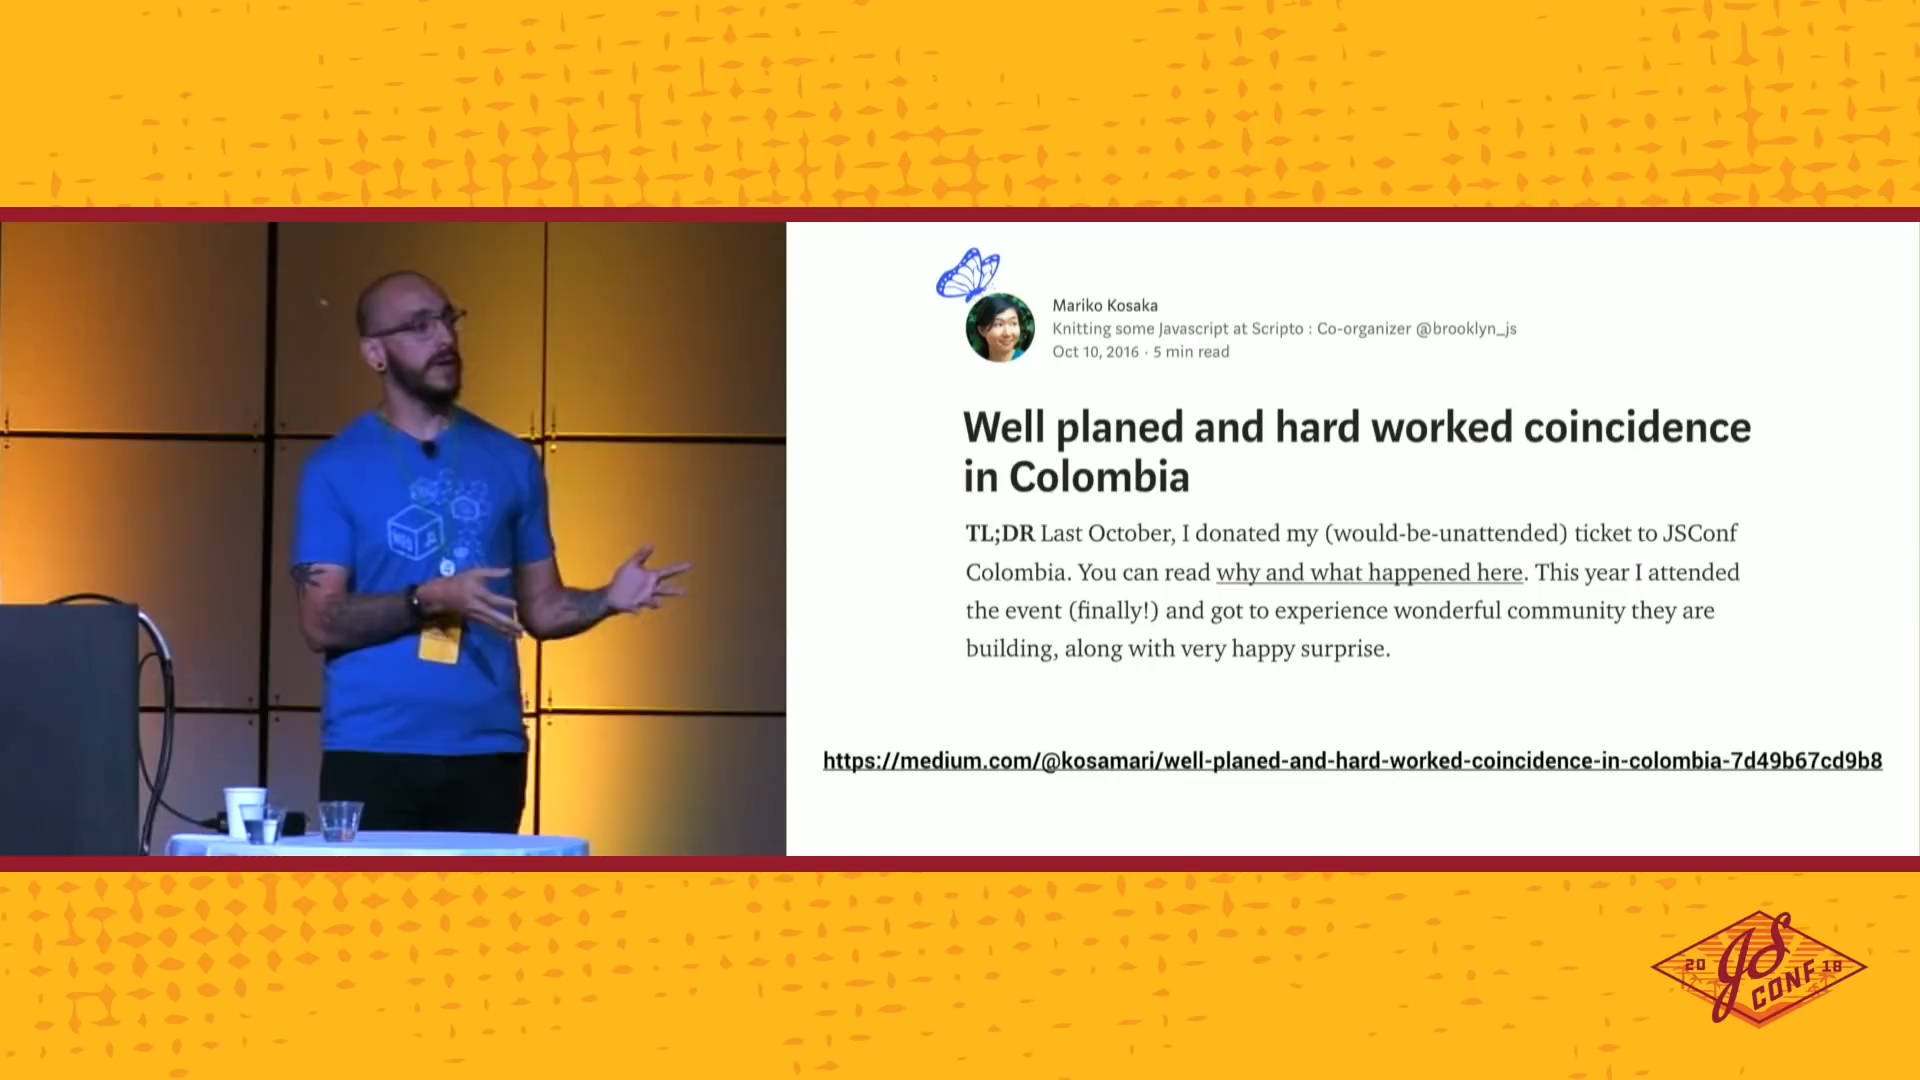 Mariko Kosaka
Knitting some Javascript at Scripto : Co-organizer @brooklyn_js
Oct 10, 2016 · 5 min read
Well planed and hard worked coincidence
in Colombia
TL;DR Last October, I donated my (would-be-unattended) ticket to JSConf
Colombia. You can read why and what happened here. This year I attended
the event (finally!) and got to experience wonderful community they are
building, along with very happy surprise.
https://medium.com/@kosamari/well-planed-and-hard-worked-coincidence-in-colombia-7d49b67cd9b8
20 JS 18
CONF